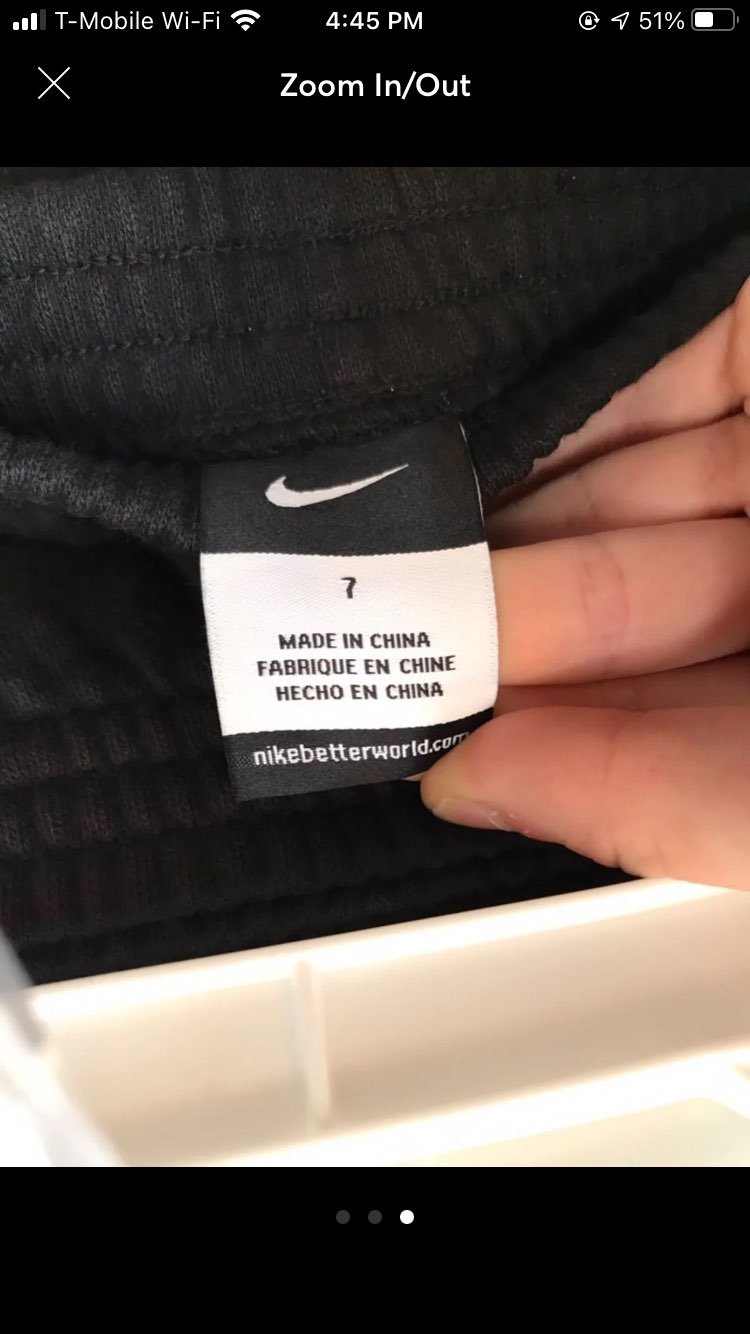 T-Mobile Wi-Fi 4:45 PM 51%
Zoom In/Out
7
MADE IN CHINA
FABRIQUE EN CHINE
HECHO EN CHINA
nikebetterworld.com